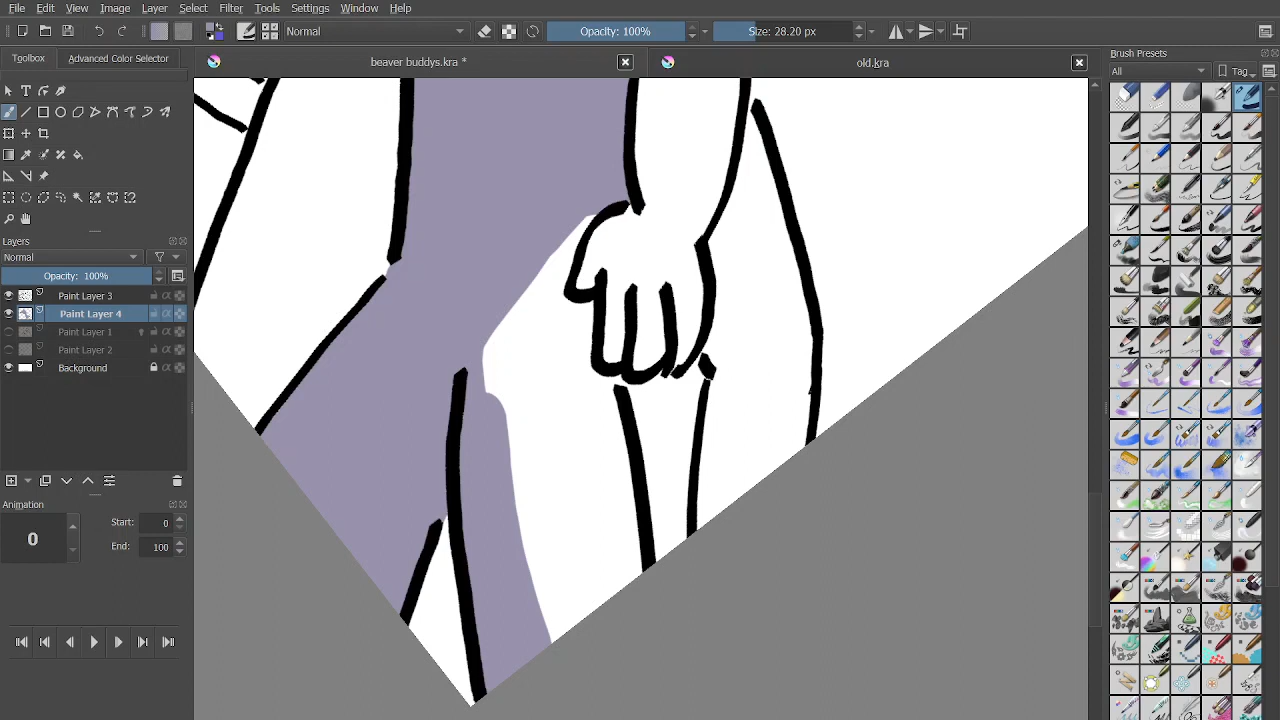 File Edit View Image Layer Select Filter Tools Settings Window Help
Normal
Opacity: 100%
Size: 28.20 px
Toolbox
Advanced Color Selector
beaver buddys.kra *
old.kra
Brush Presets
All
Tag
Layers
Normal
Opacity: 100%
Paint Layer 3
Paint Layer 4
Paint Layer 1
Paint Layer 2
Background
Animation
0
Start: 0
End: 100